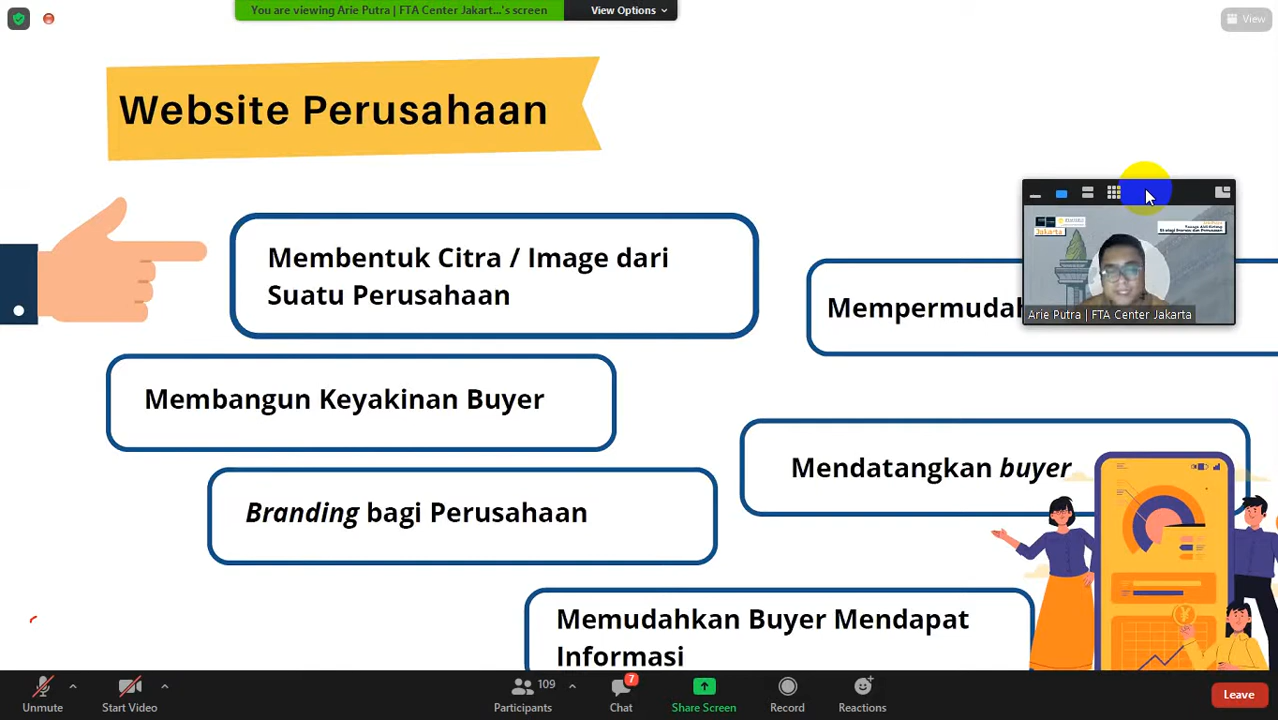 You are viewing Arie Putra | FTA Center Jakart...'s screen
View Options
View
Website Perusahaan
Membentuk Citra / Image dari
Suatu Perusahaan
Mempermudah
Jakarta
Arie Putra | FTA Center Jakarta
Membangun Keyakinan Buyer
Mendatangkan buyer
Branding bagi Perusahaan
Memudahkan Buyer Mendapat
Informasi
Unmute
Start Video
109
Participants
7
Chat
Share Screen
Record
Reactions
Leave